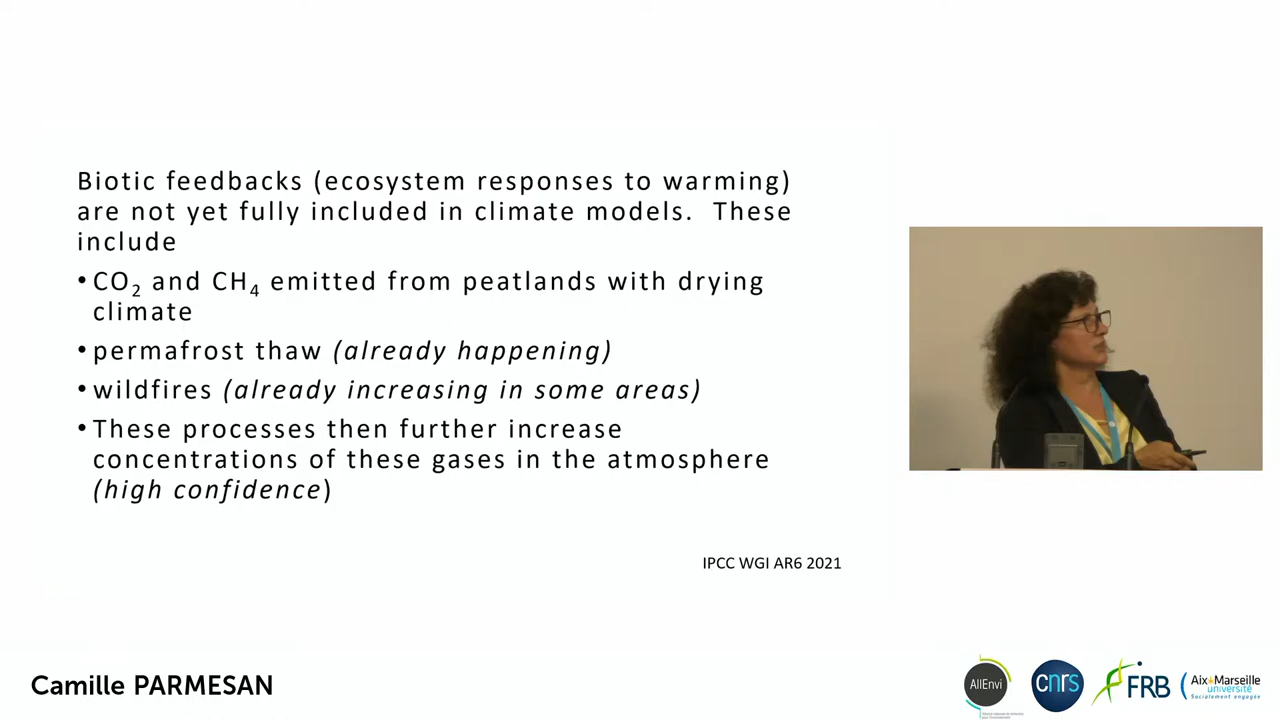 Biotic feedbacks (ecosystem responses to warming)
are not yet fully included in climate models.  These
include
•CO₂ and CH₄ emitted from peatlands with drying
climate
•permafrost thaw (already happening)
•wildfires (already increasing in some areas)
•These processes then further increase
concentrations of these gases in the atmosphere
(high confidence)
IPCC WGI AR6 2021
Camille PARMESAN
AllEnvi
cnrs
FRB
Aix Marseille
université
Socialement engagée